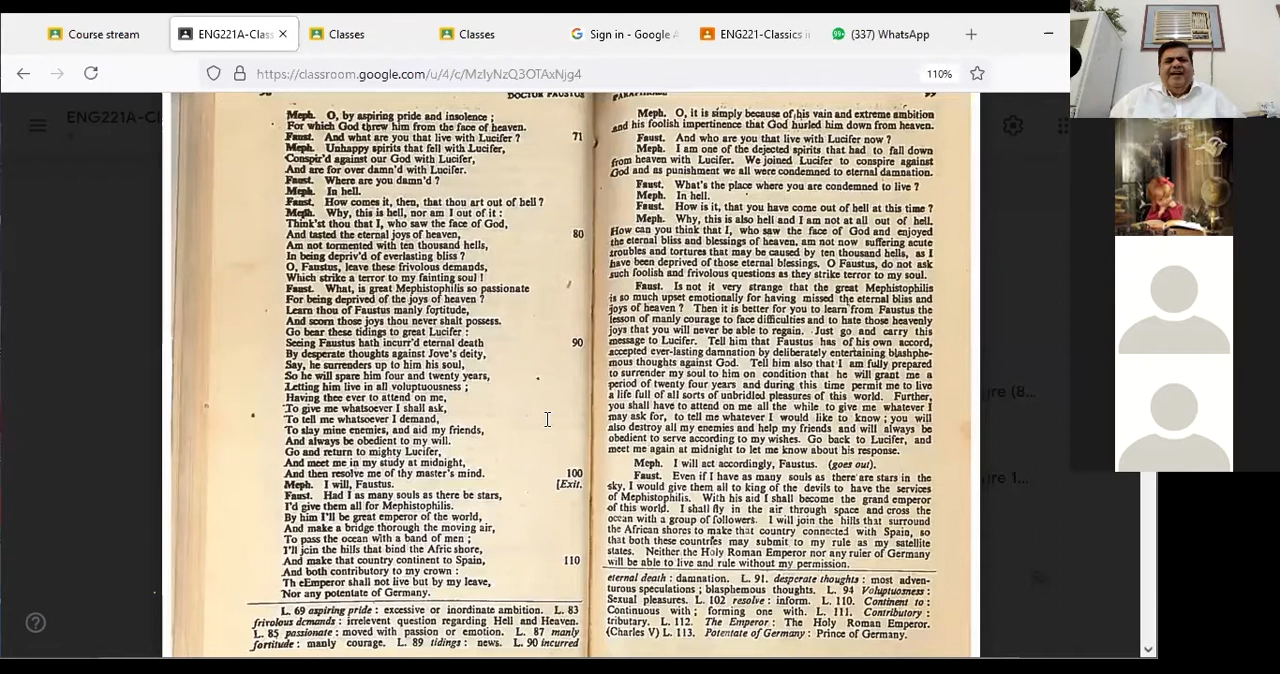 Course stream
ENG221A-Class
Classes
Classes
Sign in - Google A
ENG221-Classics in
(337) WhatsApp
https://classroom.google.com/u/4/c/MzIyNzQ3OTAxNjg4
110%
ENG221A-Cl
DOCTOR FAUSTUS
PARAPHRASE
Meph. O, by aspiring pride and insolence ;
For which God threw him from the face of heaven.
Faust. And what are you that live with Lucifer ? 71
Meph. Unhappy spirits that fell with Lucifer,
Conspir'd against our God with Lucifer,
And are for over damn'd with Lucifer.
Faust. Where are you damn'd ?
Meph. In hell.
Faust. How comes it, then, that thou art out of hell ?
Meph. Why, this is hell, nor am I out of it :
Think'st thou that I, who saw the face of God,
And tasted the eternal joys of heaven, 80
Am not tormented with ten thousand hells,
In being depriv'd of everlasting bliss ?
O, Faustus, leave these frivolous demands,
Which strike a terror to my fainting soul !
Faust. What, is great Mephistophilis so passionate
For being deprived of the joys of heaven ?
Learn thou of Faustus manly fortitude,
And scorn those joys thou never shalt possess.
Go bear these tidings to great Lucifer :
Seeing Faustus hath incurr'd eternal death 90
By desperate thoughts against Jove's deity,
Say, he surrenders up to him his soul,
So he will spare him four and twenty years,
Letting him live in all voluptuousness ;
Having thee ever to attend on me,
To give me whatsoever I shall ask,
To tell me whatsoever I demand,
To slay mine enemies, and aid my friends,
And always be obedient to my will.
Go and return to mighty Lucifer,
And meet me in my study at midnight,
And then resolve me of thy master's mind. 100
Meph. I will, Faustus. [Exit.
Faust. Had I as many souls as there be stars,
I'd give them all for Mephistophilis.
By him I'll be great emperor of the world,
And make a bridge thorough the moving air,
To pass the ocean with a band of men ;
I'll join the hills that bind the Afric shore,
And make that country continent to Spain, 110
And both contributory to my crown :
Th eEmperor shall not live but by my leave,
Nor any potentate of Germany.
L. 69 aspiring pride : excessive or inordinate ambition. L. 83
frivolous demands : irrelevent question regarding Hell and Heaven.
L. 85 passionate : moved with passion or emotion. L. 87 manly
fortitude : manly courage. L. 89 tidings : news. L. 90 incurred
Meph. O, it is simply because of his vain and extreme ambition
and his foolish impertinence that God hurled him down from heaven.
Faust. And who are you that live with Lucifer now ?
Meph. I am one of the dejected spirits that had to fall down
from heaven with Lucifer. We joined Lucifer to conspire against
God and as punishment we all were condemned to eternal damnation.
Faust. What's the place where you are condemned to live ?
Meph. In hell.
Faust. How is it, that you have come out of hell at this time ?
Meph. Why, this is also hell and I am not at all out of hell.
How can you think that I, who saw the face of God and enjoyed
the eternal bliss and blessings of heaven, am not now suffering acute
troubles and tortures that may be caused by ten thousand hells, as I
have been deprived of those eternal blessings. O Faustus, do not ask
such foolish and frivolous questions as they strike terror to my soul.
Faust. Is not it very strange that the great Mephistophilis
is so much upset emotionally for having missed the eternal bliss and
joys of heaven ? Then it is better for you to learn from Faustus the
lesson of manly courage to face difficulties and to hate those heavenly
joys that you will never be able to regain. Just go and carry this
message to Lucifer. Tell him that Faustus has of his own accord,
accepted ever-lasting damnation by deliberately entertaining blasphe-
mous thoughts against God. Tell him also that I am fully prepared
to surrender my soul to him on condition that he will grant me a
period of twenty four years and during this time permit me to live
a life full of all sorts of unbridled pleasures of this world. Further,
you shall have to attend on me all the while to give me whatever I
may ask for, to tell me whatever I would like to know ; you will
also destroy all my enemies and help my friends and will always be
obedient to serve according to my wishes. Go back to Lucifer, and
meet me again at midnight to let me know about his response.
Meph. I will act accordingly, Faustus. (goes out).
Faust. Even if I have as many souls as there are stars in the
sky, I would give them all to king of the devils to have the services
of Mephistophilis. With his aid I shall become the grand emperor
of this world. I shall fly in the air through space and cross the
ocean with a group of followers. I will join the hills that surround
the African shores to make that country connected with Spain, so
that both these countries may submit to my rule as my satellite
states. Neither the Holy Roman Emperor nor any ruier of Germany
will be able to live and rule without my permission.
eternal death : damnation. L. 91. desperate thoughts : most adven-
turous speculations ; blasphemous thoughts. L. 94 Voluptuousness :
Sexual pleasures. L. 102 resolve : inform. L. 110. Continent to :
Continuous with ; forming one with. L. 111. Contributory :
tributary. L. 112. The Emperor : The Holy Roman Emperor.
(Charles V) L. 113. Potentate of Germany : Prince of Germany.
re (8...
re 1...